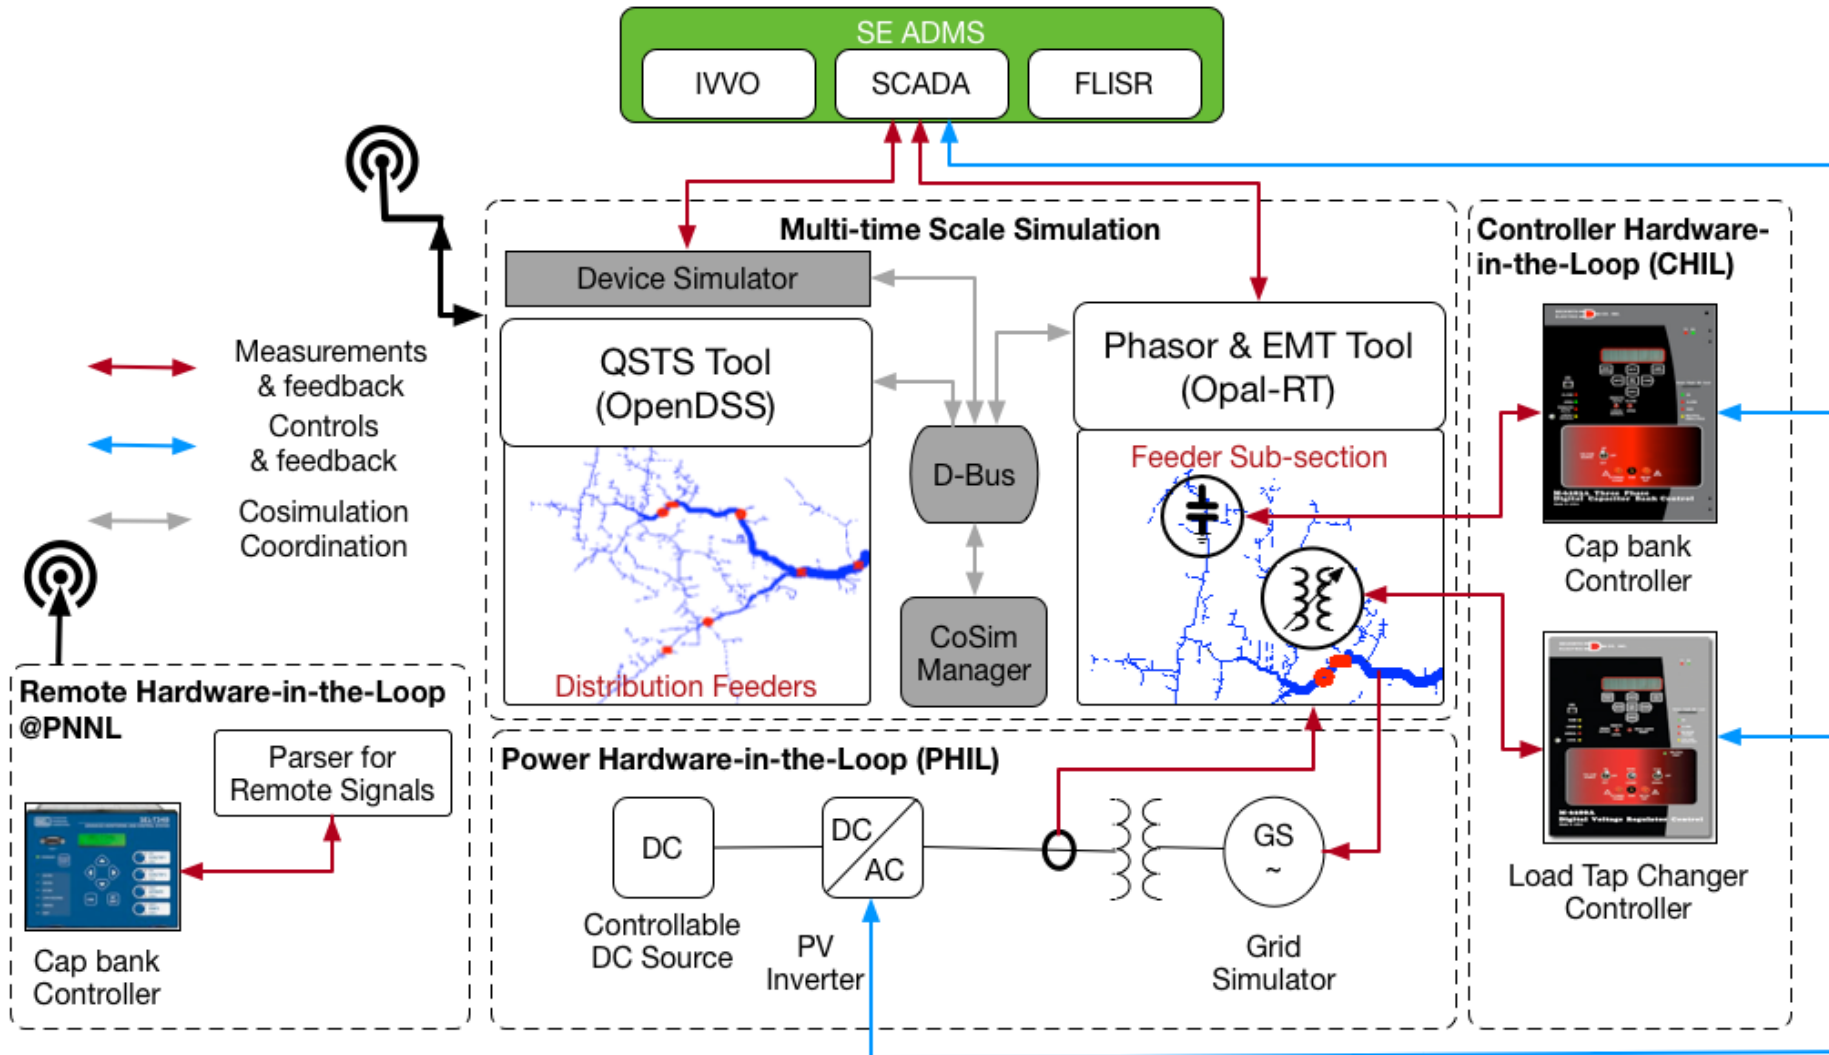 SE ADMS
IVVO
SCADA
FLISR
Multi-time Scale Simulation
Device Simulator
QSTS Tool
(OpenDSS)
Distribution Feeders
D-Bus
CoSim
Manager
Phasor & EMT Tool
(Opal-RT)
Feeder Sub-section
Controller Hardware-
in-the-Loop (CHIL)
Cap bank
Controller
Load Tap Changer
Controller
Measurements
& feedback
Controls
& feedback
Cosimulation
Coordination
Remote Hardware-in-the-Loop
@PNNL
Parser for
Remote Signals
Cap bank
Controller
Power Hardware-in-the-Loop (PHIL)
DC
Controllable
DC Source
DC
AC
PV
Inverter
GS
~
Grid
Simulator